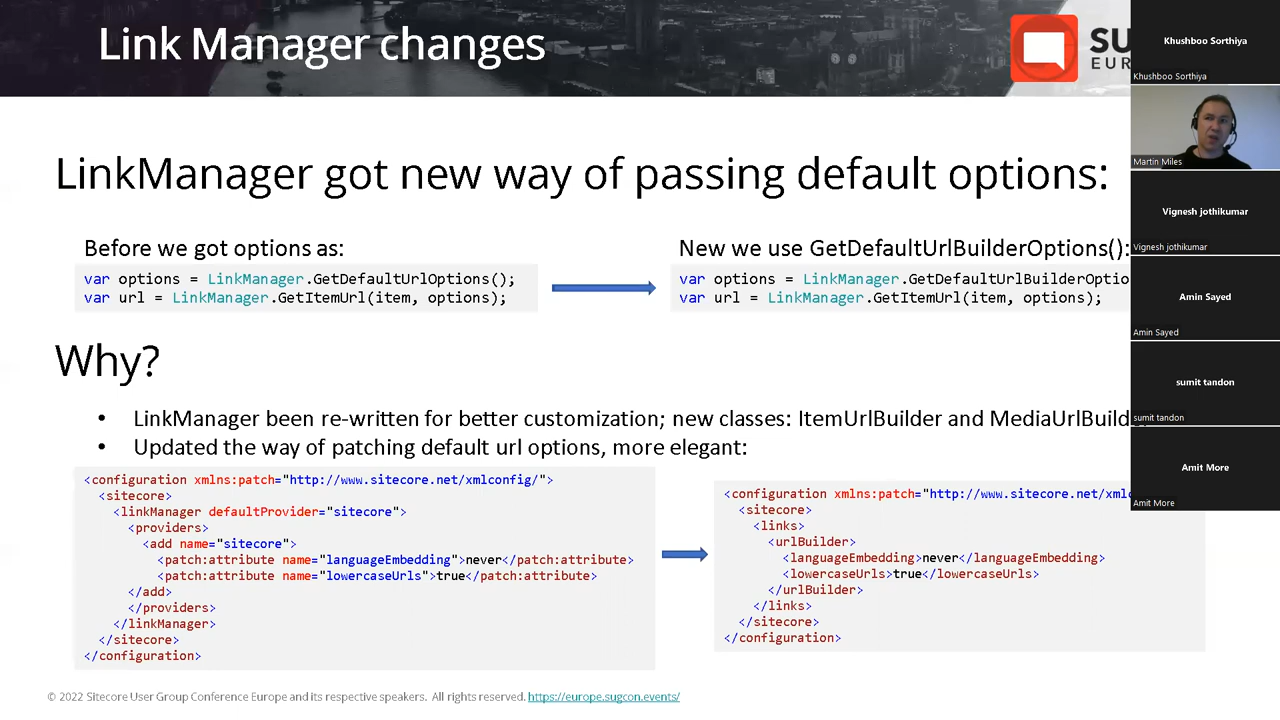 Link Manager changes
SU
EUR
LinkManager got new way of passing default options:
Before we got options as:
var options = LinkManager.GetDefaultUrlOptions();
var url = LinkManager.GetItemUrl(item, options);
New we use GetDefaultUrlBuilderOptions():
var options = LinkManager.GetDefaultUrlBuilderOptio
var url = LinkManager.GetItemUrl(item, options);
Why?
• LinkManager been re-written for better customization; new classes: ItemUrlBuilder and MediaUrlBuilde
• Updated the way of patching default url options, more elegant:
<configuration xmlns:patch="http://www.sitecore.net/xmlconfig/">
<sitecore>
<linkManager defaultProvider="sitecore">
<providers>
<add name="sitecore">
<patch:attribute name="languageEmbedding">never</patch:attribute>
<patch:attribute name="lowercaseUrls">true</patch:attribute>
</add>
</providers>
</linkManager>
</sitecore>
</configuration>
<configuration xmlns:patch="http://www.sitecore.net/xmlc
<sitecore>
<links>
<urlBuilder>
<languageEmbedding>never</languageEmbedding>
<lowercaseUrls>true</lowercaseUrls>
</urlBuilder>
</links>
</sitecore>
</configuration>
© 2022 Sitecore User Group Conference Europe and its respective speakers. All rights reserved. https://europe.sugcon.events/
Khushboo Sorthiya
Khushboo Sorthiya
Martin Miles
Vignesh jothikumar
Vignesh jothikumar
Amin Sayed
Amin Sayed
sumit tandon
sumit tandon
Amit More
Amit More